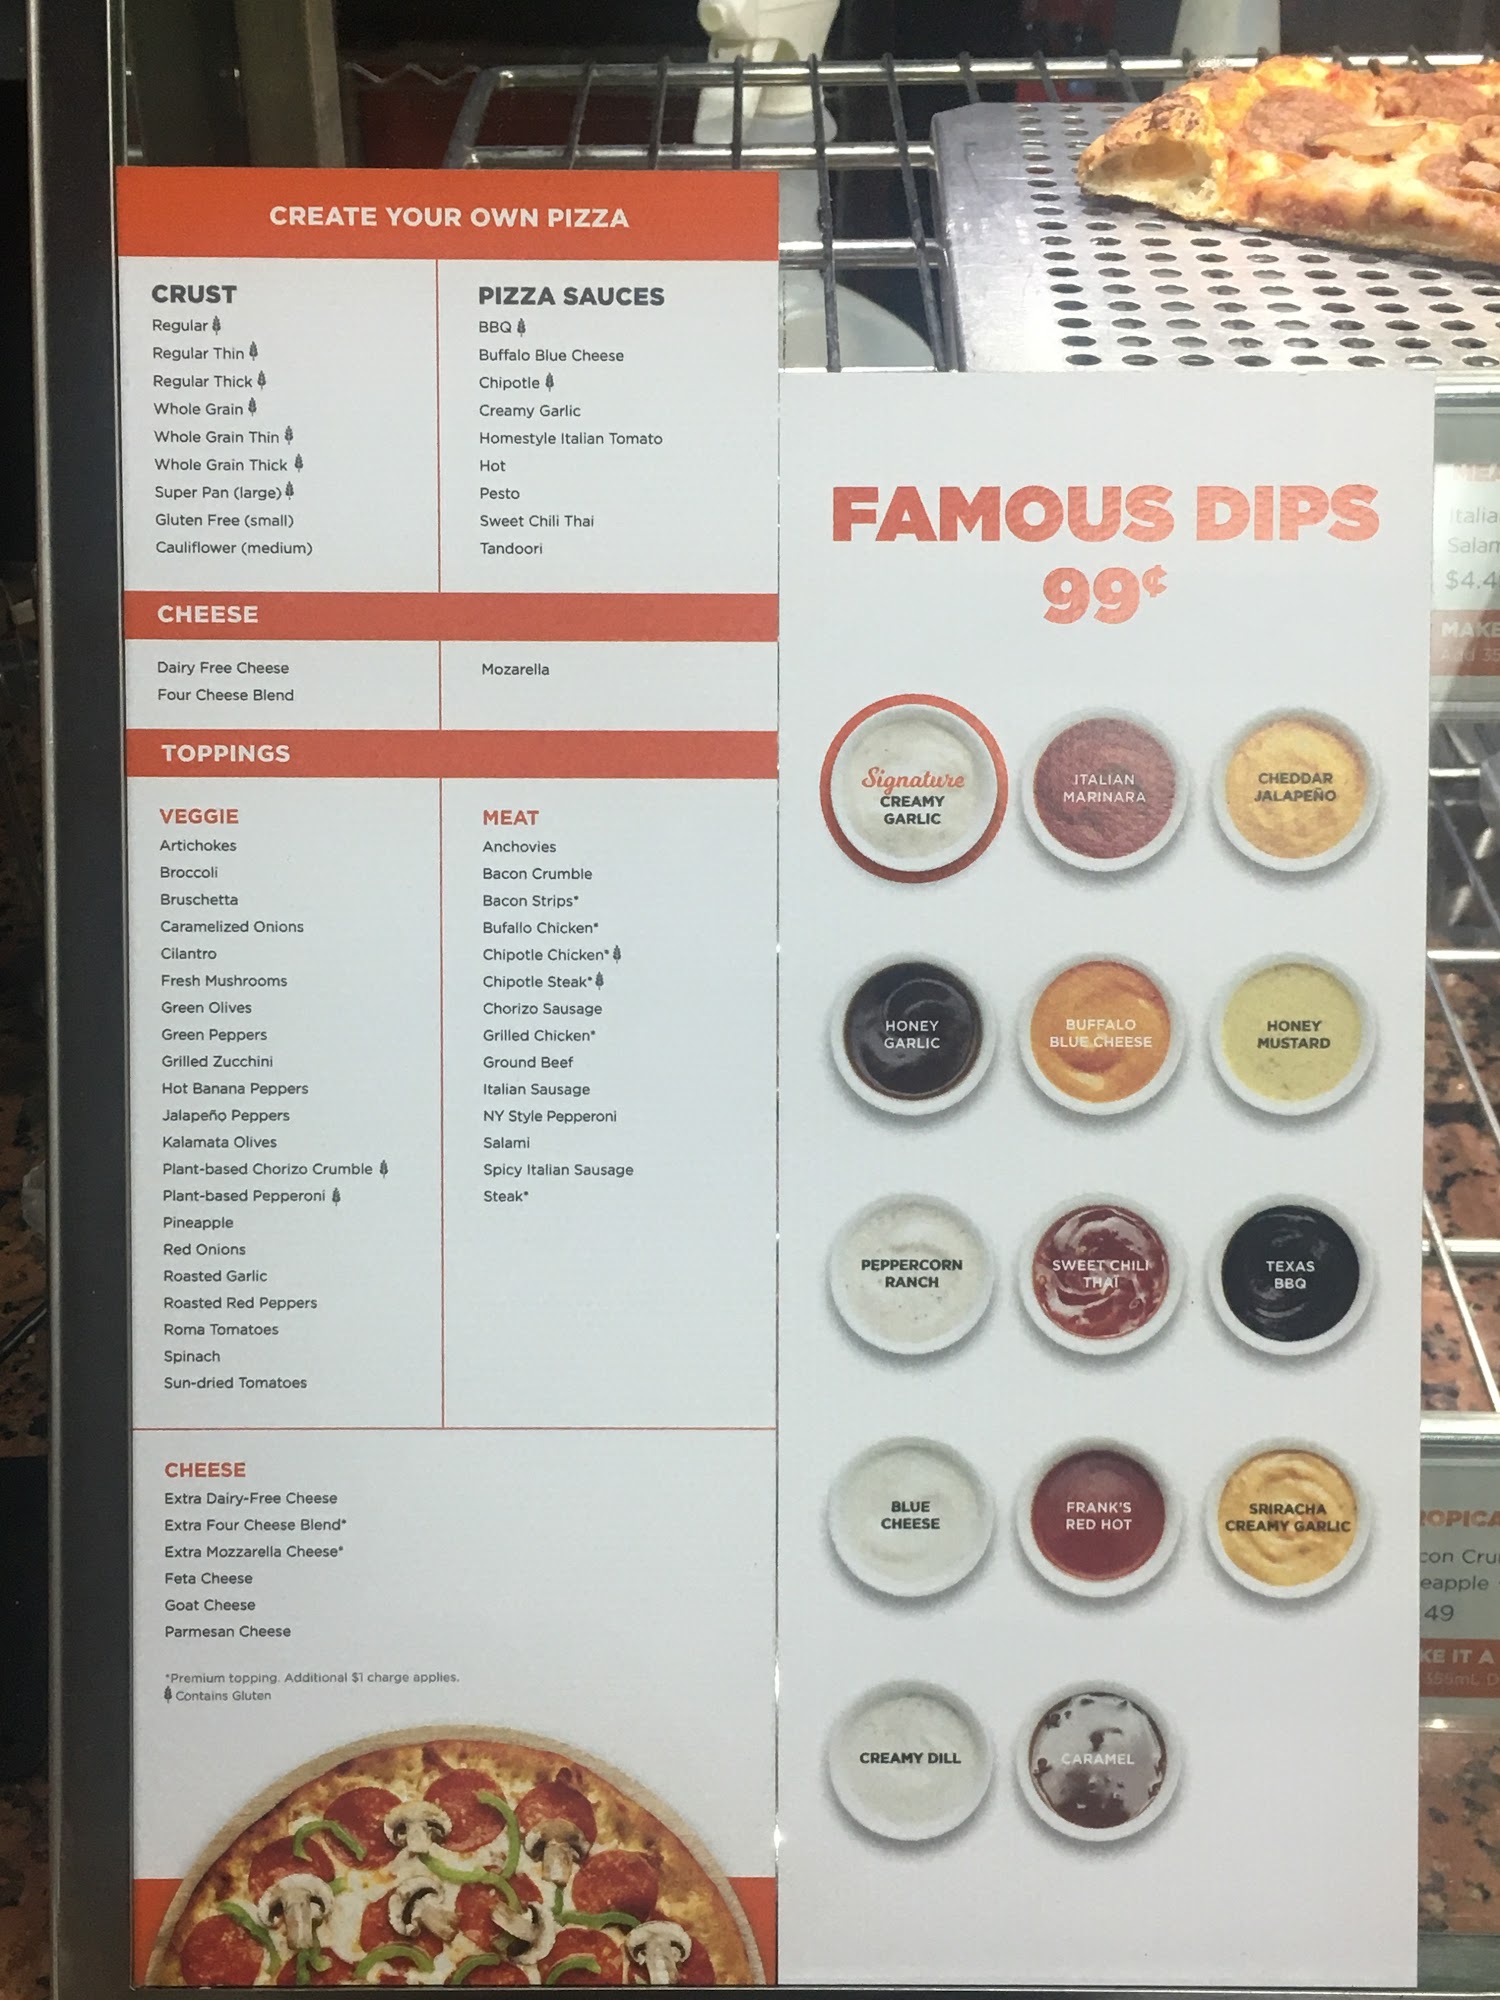 CREATE YOUR OWN PIZZA
CRUST
Regular
Regular Thin
Regular Thick
Whole Grain
Whole Grain Thin
Whole Grain Thick
Super Pan (large)
Gluten Free (small)
Cauliflower (medium)
PIZZA SAUCES
BBQ
Buffalo Blue Cheese
Chipotle
Creamy Garlic
Homestyle Italian Tomato
Hot
Pesto
Sweet Chili Thai
Tandoori
CHEESE
Dairy Free Cheese
Four Cheese Blend
Mozarella
TOPPINGS
VEGGIE
Artichokes
Broccoli
Bruschetta
Caramelized Onions
Cilantro
Fresh Mushrooms
Green Olives
Green Peppers
Grilled Zucchini
Hot Banana Peppers
Jalapeño Peppers
Kalamata Olives
Plant-based Chorizo Crumble
Plant-based Pepperoni
Pineapple
Red Onions
Roasted Garlic
Roasted Red Peppers
Roma Tomatoes
Spinach
Sun-dried Tomatoes
MEAT
Anchovies
Bacon Crumble
Bacon Strips*
Bufallo Chicken*
Chipotle Chicken*
Chipotle Steak*
Chorizo Sausage
Grilled Chicken*
Ground Beef
Italian Sausage
NY Style Pepperoni
Salami
Spicy Italian Sausage
Steak*
CHEESE
Extra Dairy-Free Cheese
Extra Four Cheese Blend*
Extra Mozzarella Cheese*
Feta Cheese
Goat Cheese
Parmesan Cheese
*Premium topping. Additional $1 charge applies.
Contains Gluten
FAMOUS DIPS
99¢
Signature
CREAMY
GARLIC
ITALIAN
MARINARA
CHEDDAR
JALAPEÑO
HONEY
GARLIC
BUFFALO
BLUE CHEESE
HONEY
MUSTARD
PEPPERCORN
RANCH
SWEET CHILI
THAI
TEXAS
BBQ
BLUE
CHEESE
FRANK'S
RED HOT
SRIRACHA
CREAMY GARLIC
CREAMY DILL
CARAMEL
MAKE
49